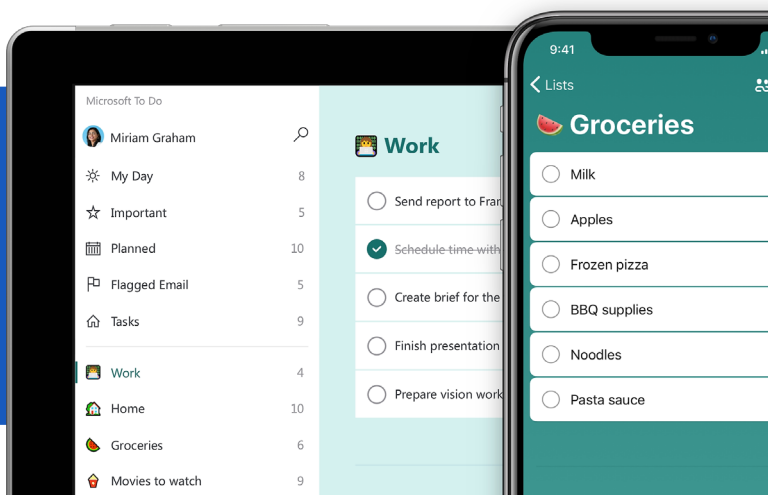 Microsoft To Do
Miriam Graham
My Day 8
Important 5
Planned 10
Flagged Email 5
Tasks 9
Work 4
Home 10
Groceries 6
Movies to watch 9
Work
Send report to
Schedule time with
Create brief for the
Finish presentation
Prepare vision work
9:41
Lists
Groceries
Milk
Apples
Frozen pizza
BBQ supplies
Noodles
Pasta sauce